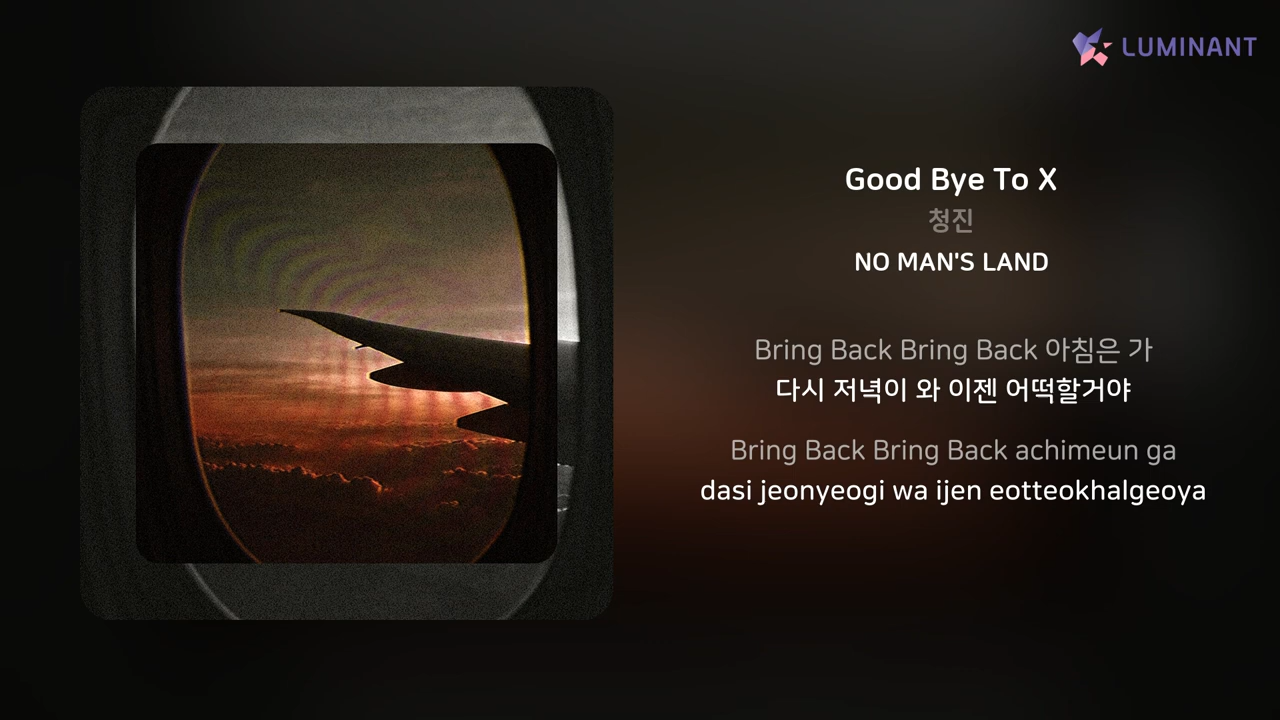 LUMINANT
Good Bye To X
청진
NO MAN'S LAND
Bring Back Bring Back 아침은 가
다시 저녁이 와 이젠 어떡할거야
Bring Back Bring Back achimeun ga
dasi jeonyeogi wa ijen eotteokhalgeoya